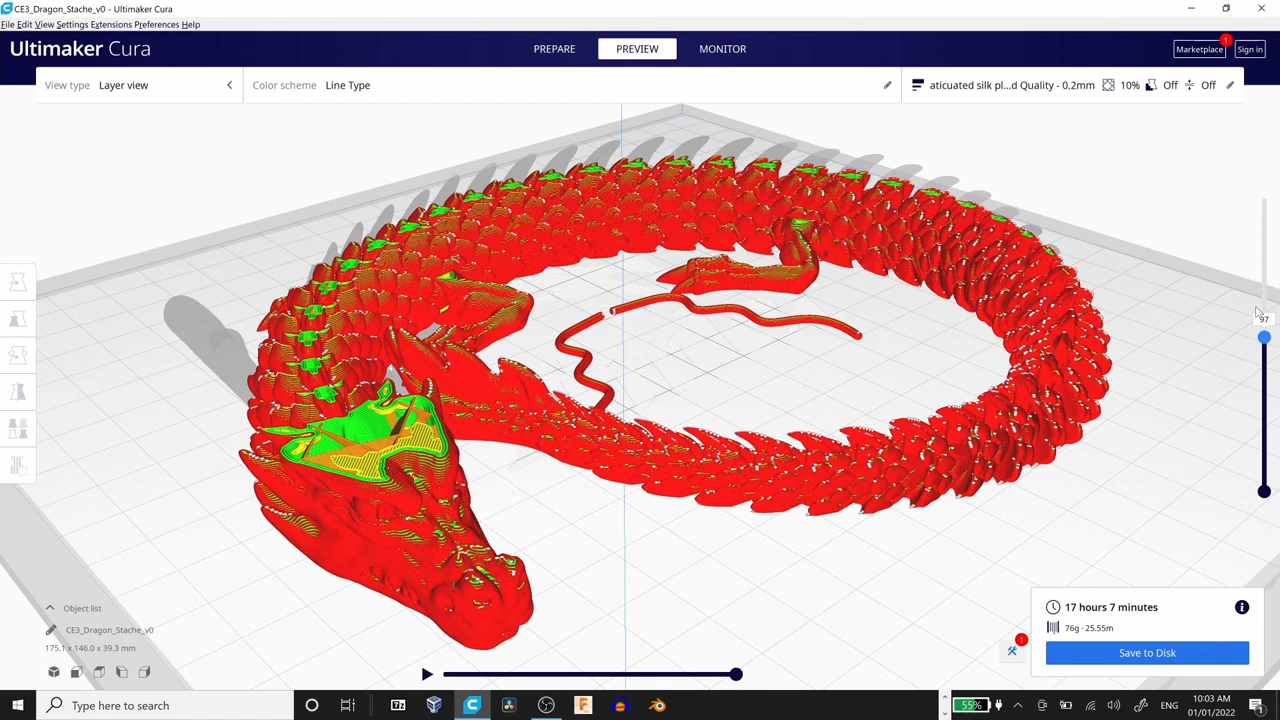 CE3_Dragon_Stache_v0 - Ultimaker Cura
File Edit View Settings Extensions Preferences Help
Ultimaker Cura
PREPARE
PREVIEW
MONITOR
1
Marketplace
Sign in
View type Layer view
Color scheme Line Type
aticuated silk pl...d Quality - 0.2mm
10%
Off
Off
97
Object list
CE3_Dragon_Stache_v0
175.1 x 146.0 x 39.3 mm
17 hours 7 minutes
76g · 25.55m
1
Save to Disk
Type here to search
55%
ENG
10:03 AM
01/01/2022
1